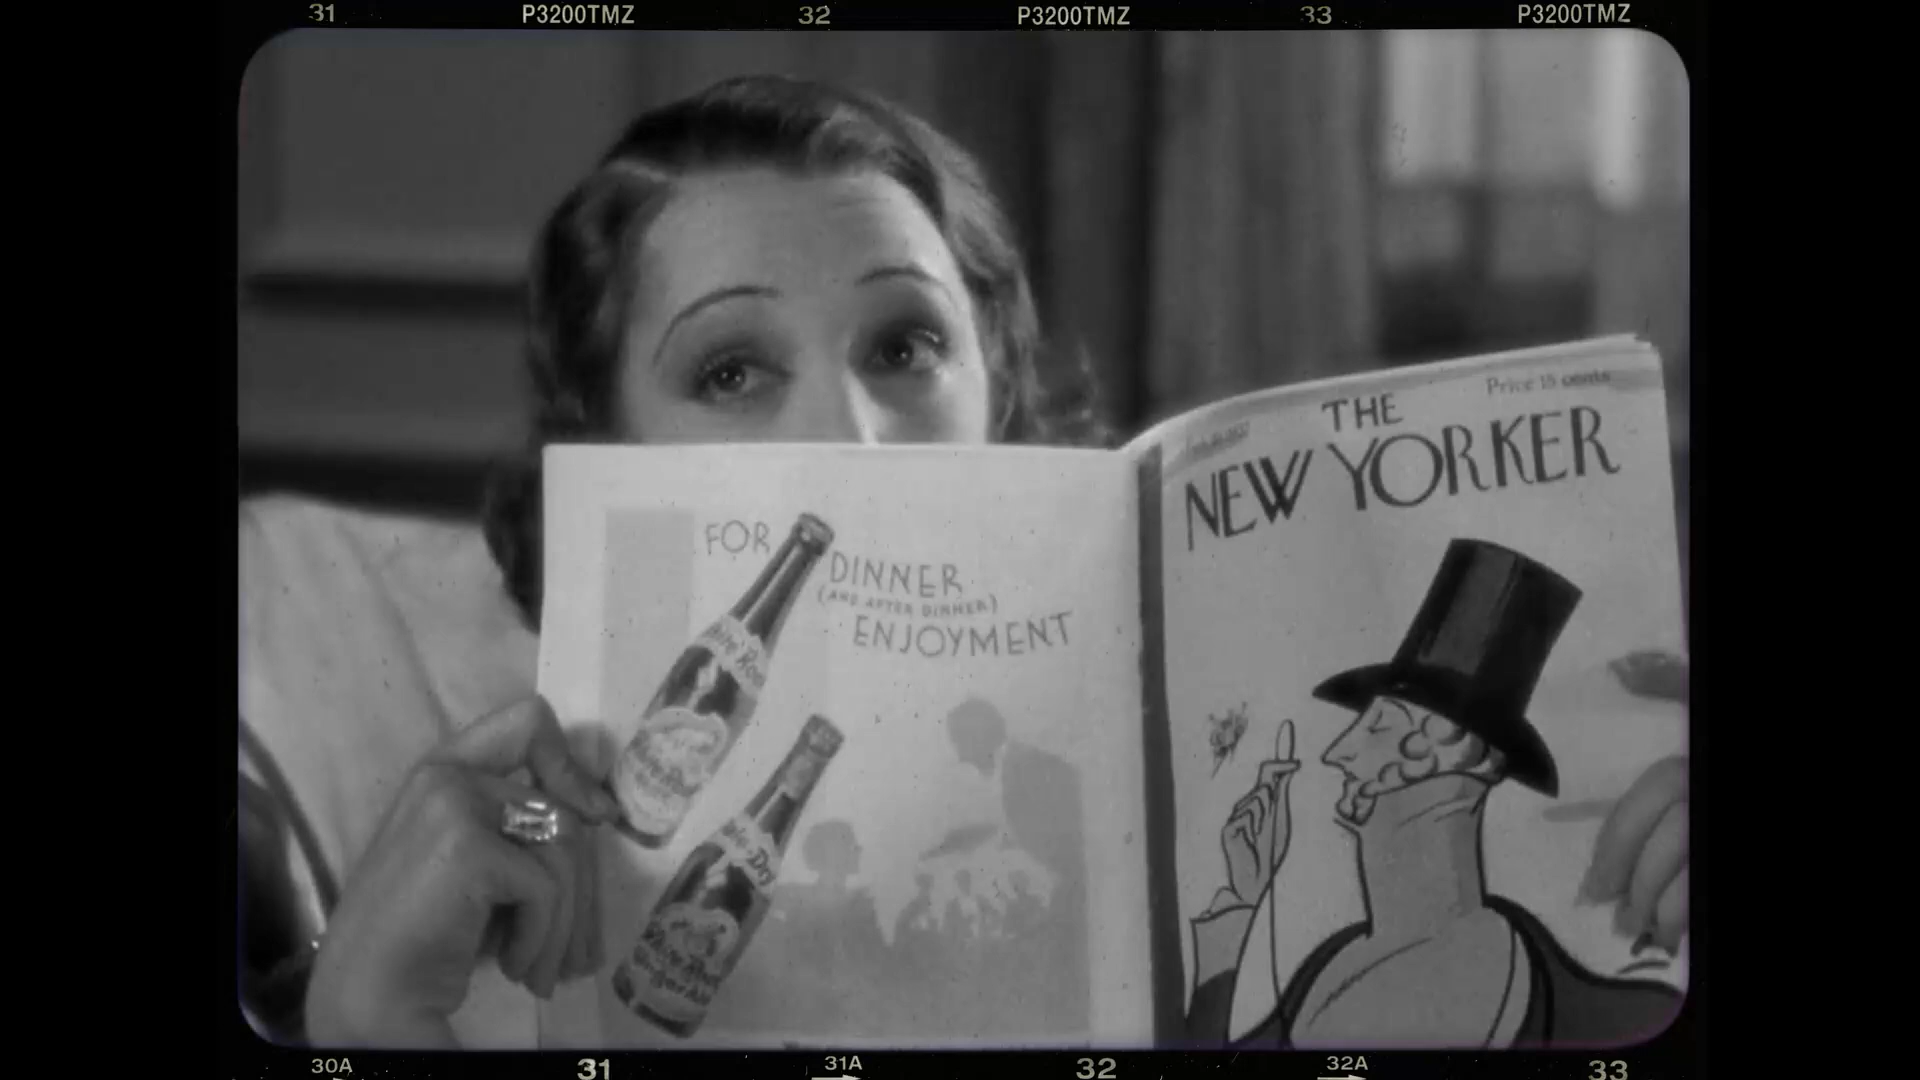 31 P3200TMZ 32 P3200TMZ 33 P3200TMZ
FOR
DINNER
(AND AFTER DINNER)
ENJOYMENT
Price 15 cents
THE
NEW YORKER
30A 31 31A 32 32A 33